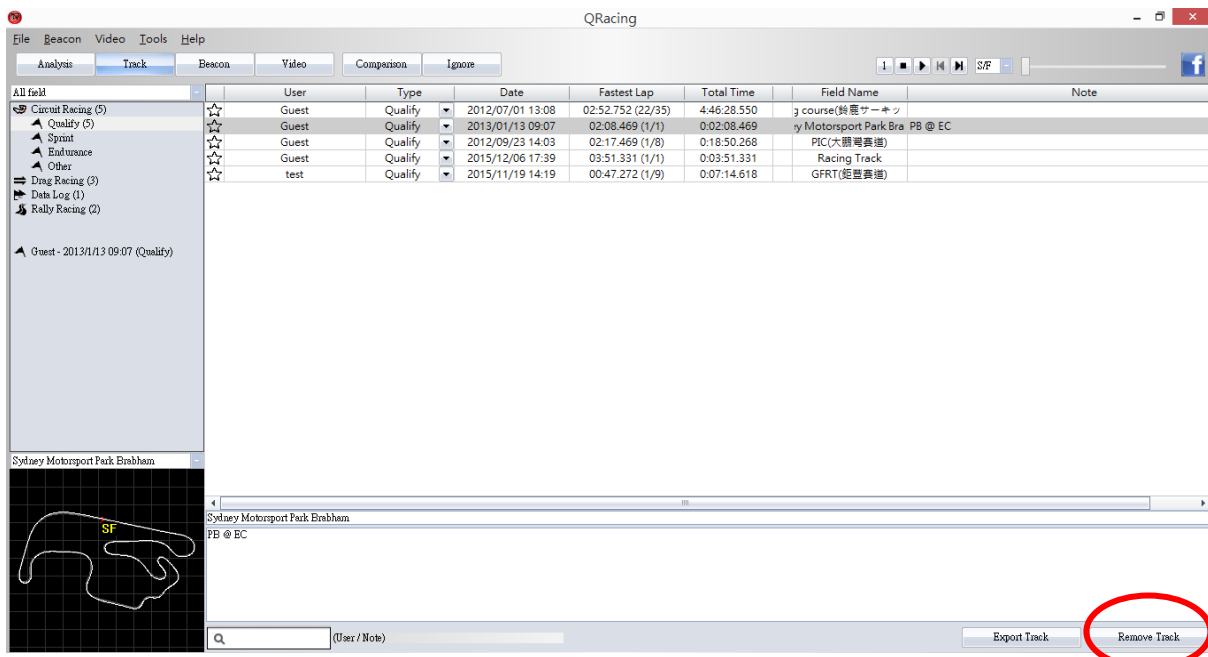 QRacing
File Beacon Video Tools Help
Analysis Track Beacon Video Comparison Ignore 1 S/F f
All field User Type Date Fastest Lap Total Time Field Name Note
Circuit Racing (5)
Qualify (5)
Sprint
Endurance
Other
Drag Racing (3)
Data Log (1)
Rally Racing (2)
Guest - 2013/1/13 09:07 (Qualify)
Guest Qualify 2012/07/01 13:08 02:52.752 (22/35) 4:46:28.550 g course(鈴鹿サーキッ
Guest Qualify 2013/01/13 09:07 02:08.469 (1/1) 0:02:08.469 ey Motorsport Park Bra PB @ EC
Guest Qualify 2012/09/23 14:03 02:17.469 (1/8) 0:18:50.268 PIC(大鵬灣賽道)
Guest Qualify 2015/12/06 17:39 03:51.331 (1/1) 0:03:51.331 Racing Track
test Qualify 2015/11/19 14:19 00:47.272 (1/9) 0:07:14.618 GFRT(鉅豐賽道)
Sydney Motorsport Park Brabham
SF
Sydney Motorsport Park Brabham
PB @ EC
(User / Note) Export Track Remove Track